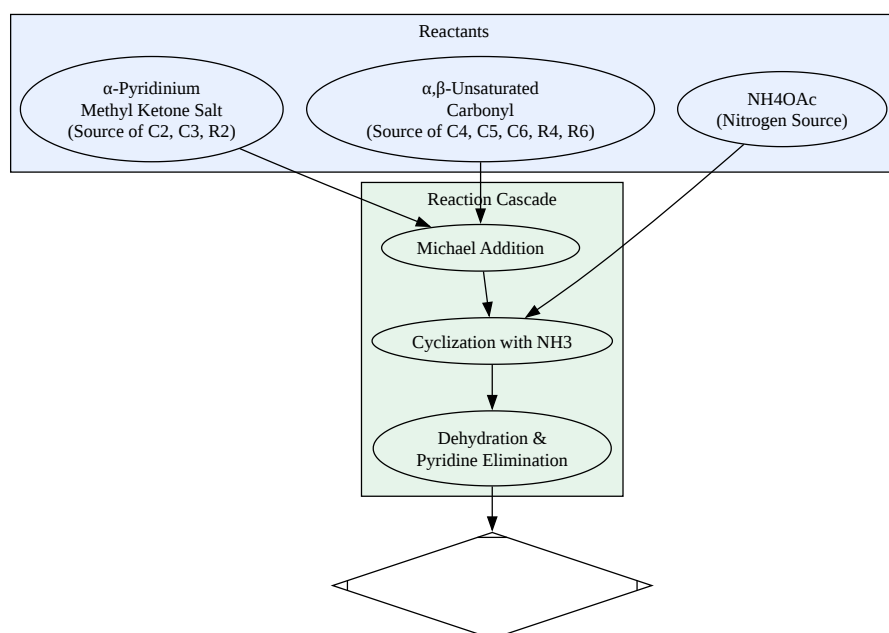 Reactants
α-Pyridinium
Methyl Ketone Salt
(Source of C2, C3, R2)
α,β-Unsaturated
Carbonyl
(Source of C4, C5, C6, R4, R6)
NH4OAc
(Nitrogen Source)
Reaction Cascade
Michael Addition
Cyclization with NH3
Dehydration &
Pyridine Elimination